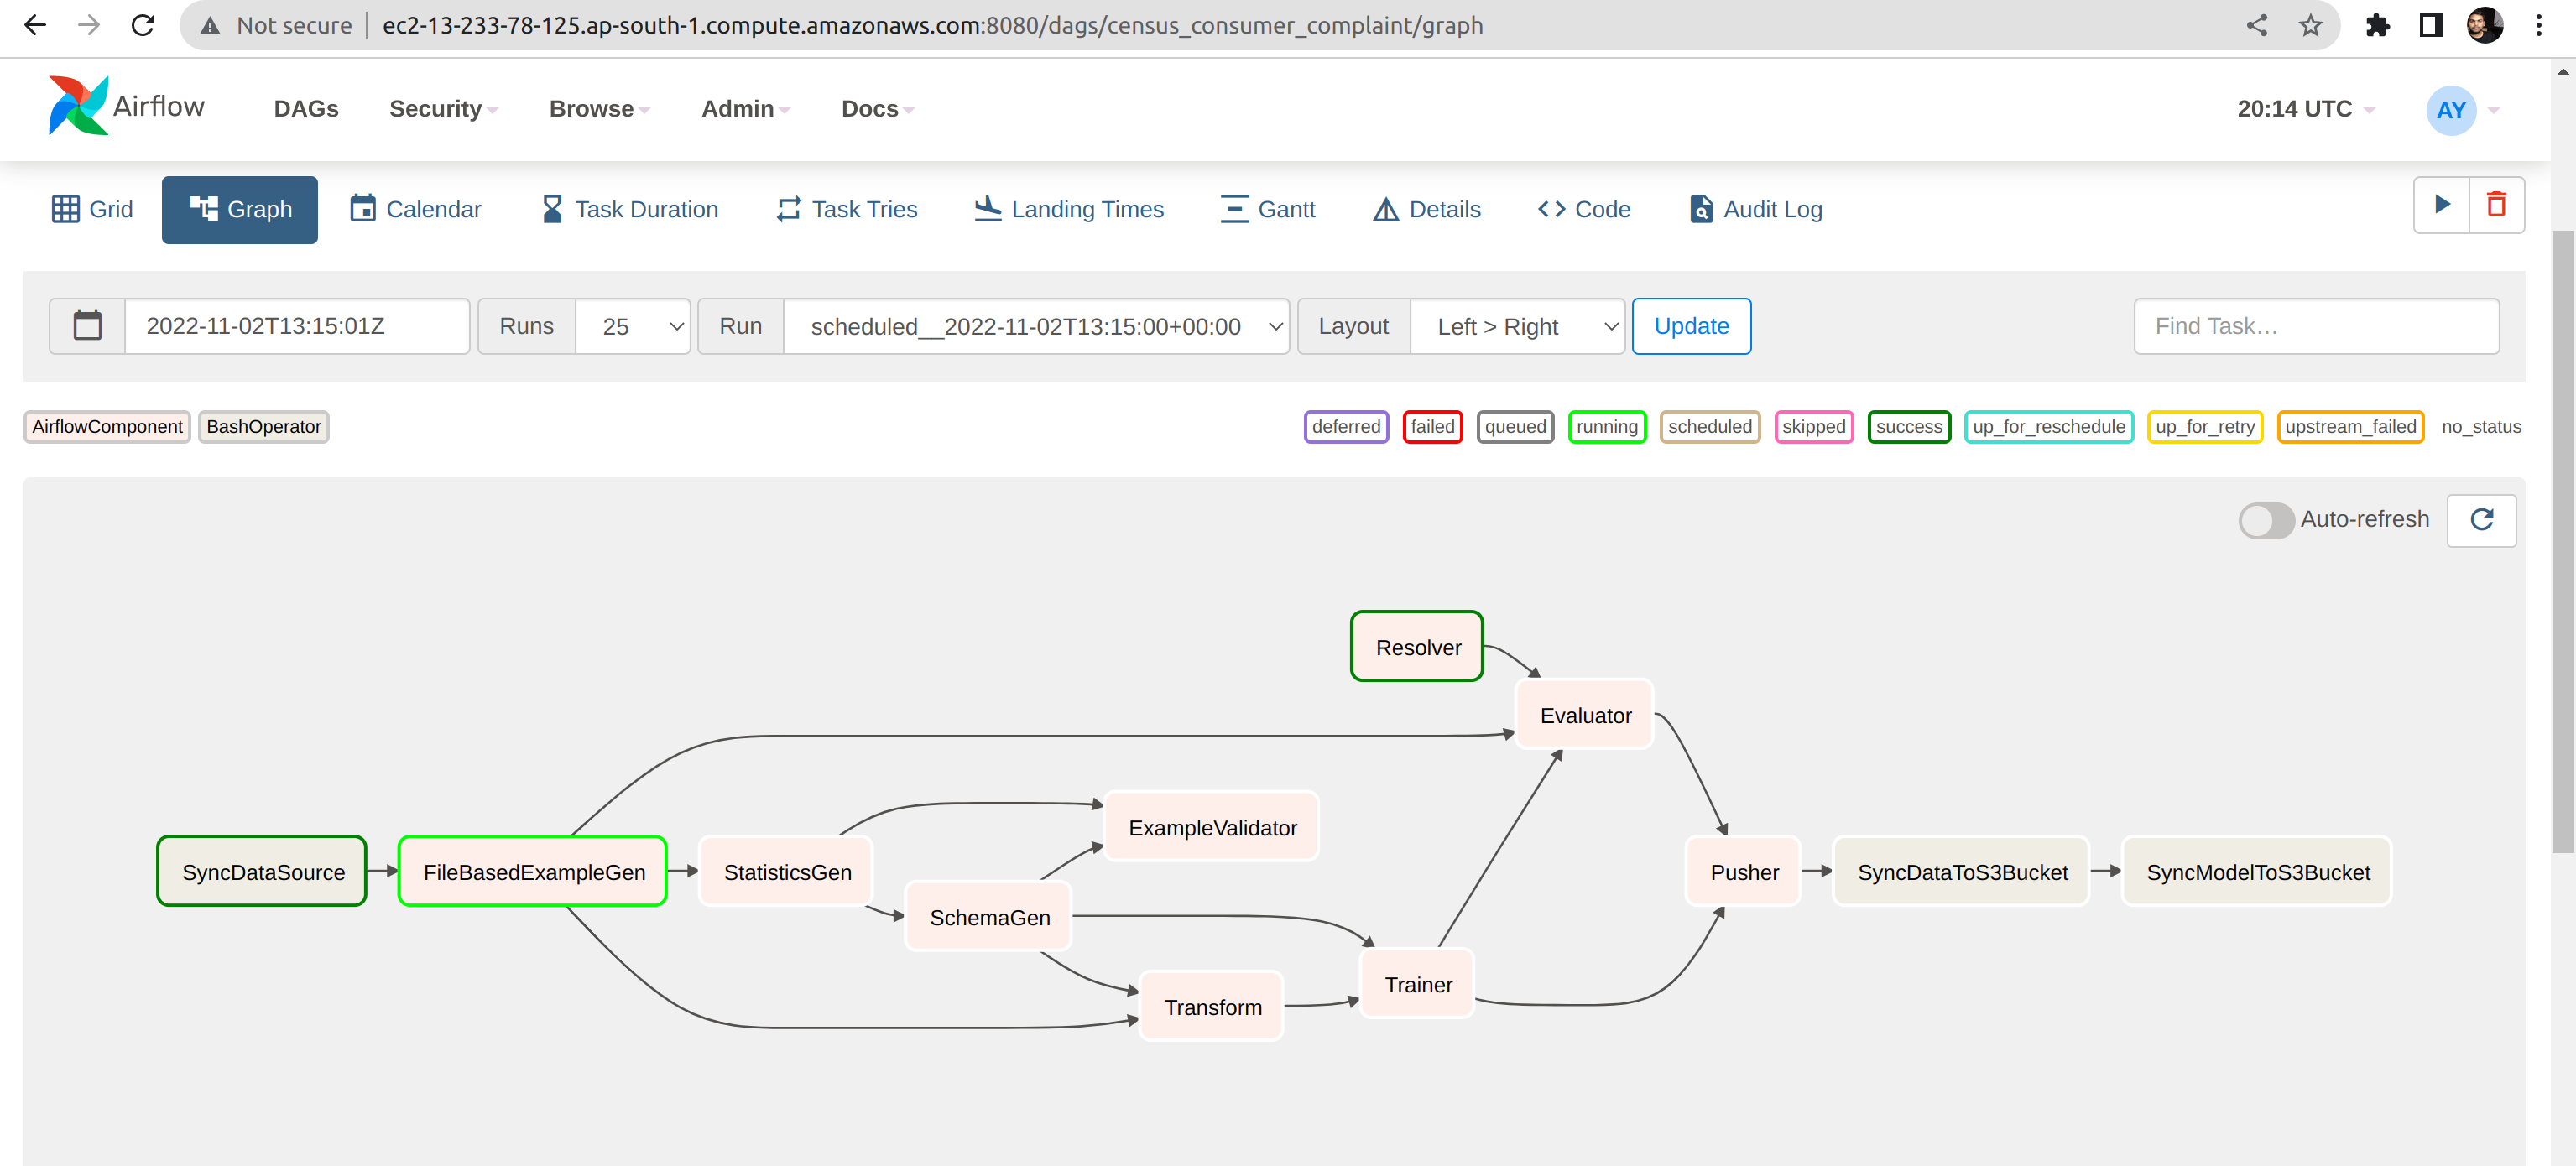 Not secure ec2-13-233-78-125.ap-south-1.compute.amazonaws.com:8080/dags/census_consumer_complaint/graph
Airflow DAGs Security Browse Admin Docs 20:14 UTC AY
Grid Graph Calendar Task Duration Task Tries Landing Times Gantt Details Code Audit Log
2022-11-02T13:15:01Z Runs 25 Run scheduled__2022-11-02T13:15:00+00:00 Layout Left > Right Update Find Task…
AirflowComponent BashOperator deferred failed queued running scheduled skipped success up_for_reschedule up_for_retry upstream_failed no_status
Auto-refresh
Resolver
Evaluator
ExampleValidator
SyncDataSource FileBasedExampleGen StatisticsGen Pusher SyncDataToS3Bucket SyncModelToS3Bucket
SchemaGen
Trainer
Transform